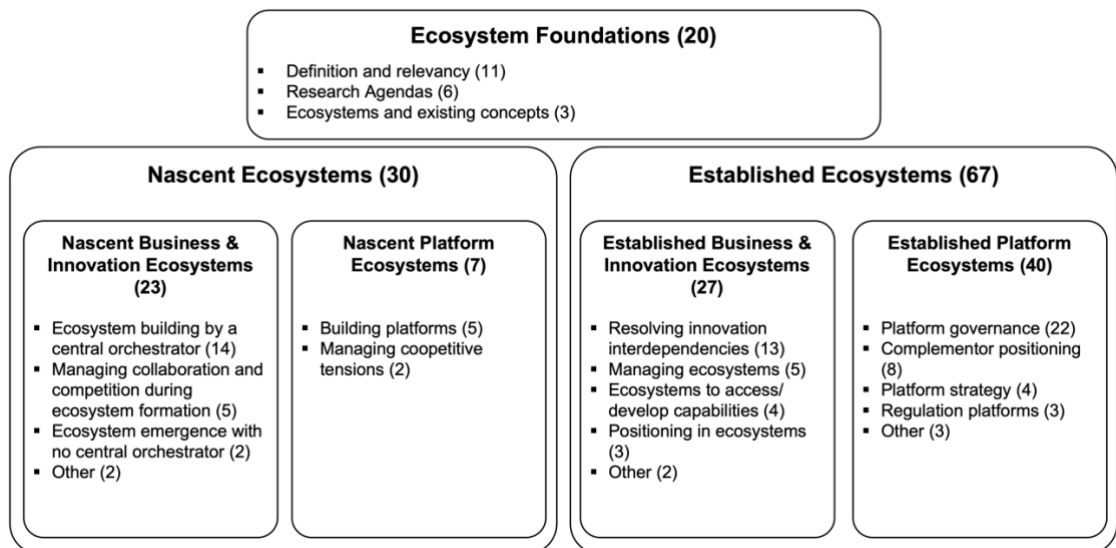 Ecosystem Foundations (20)
▪ Definition and relevancy (11)
▪ Research Agendas (6)
▪ Ecosystems and existing concepts (3)
Nascent Ecosystems (30)
Nascent Business &
Innovation Ecosystems
(23)
▪ Ecosystem building by a
central orchestrator (14)
▪ Managing collaboration and
competition during
ecosystem formation (5)
▪ Ecosystem emergence with
no central orchestrator (2)
▪ Other (2)
Nascent Platform
Ecosystems (7)
▪ Building platforms (5)
▪ Managing coopetitive
tensions (2)
Established Ecosystems (67)
Established Business &
Innovation Ecosystems
(27)
▪ Resolving innovation
interdependencies (13)
▪ Managing ecosystems (5)
▪ Ecosystems to access/
develop capabilities (4)
▪ Positioning in ecosystems
(3)
▪ Other (2)
Established Platform
Ecosystems (40)
▪ Platform governance (22)
▪ Complementor positioning
(8)
▪ Platform strategy (4)
▪ Regulation platforms (3)
▪ Other (3)